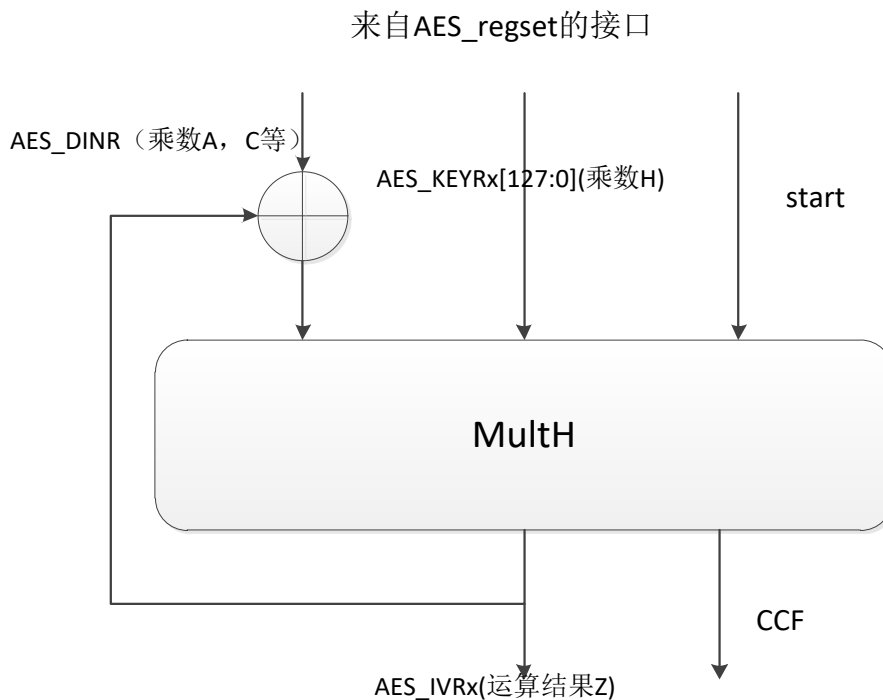 来自AES_regset的接口
AES_DINR（乘数A，C等）
AES_KEYRx[127:0](乘数H)
start
MultH
CCF
AES_IVRx(运算结果Z)